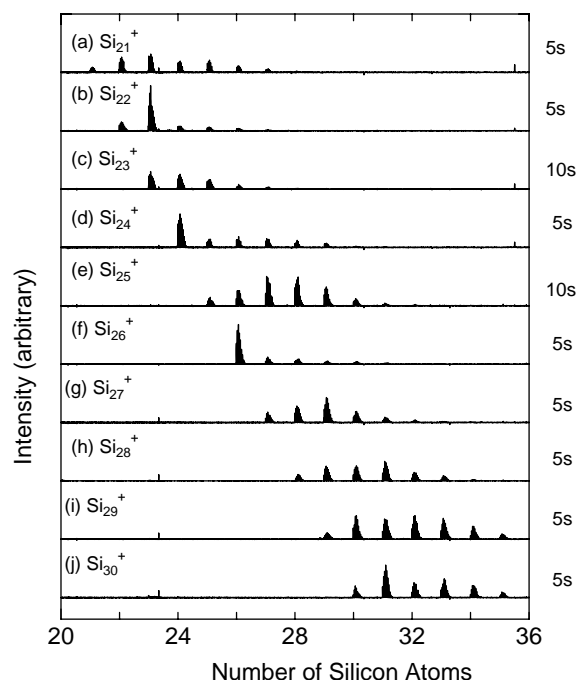 (a) Si21+ 5s
(b) Si22+ 5s
(c) Si23+ 10s
(d) Si24+ 5s
(e) Si25+ 10s
(f) Si26+ 5s
(g) Si27+ 5s
(h) Si28+ 5s
(i) Si29+ 5s
(j) Si30+ 5s
Intensity (arbitrary)
20 24 28 32 36
Number of Silicon Atoms